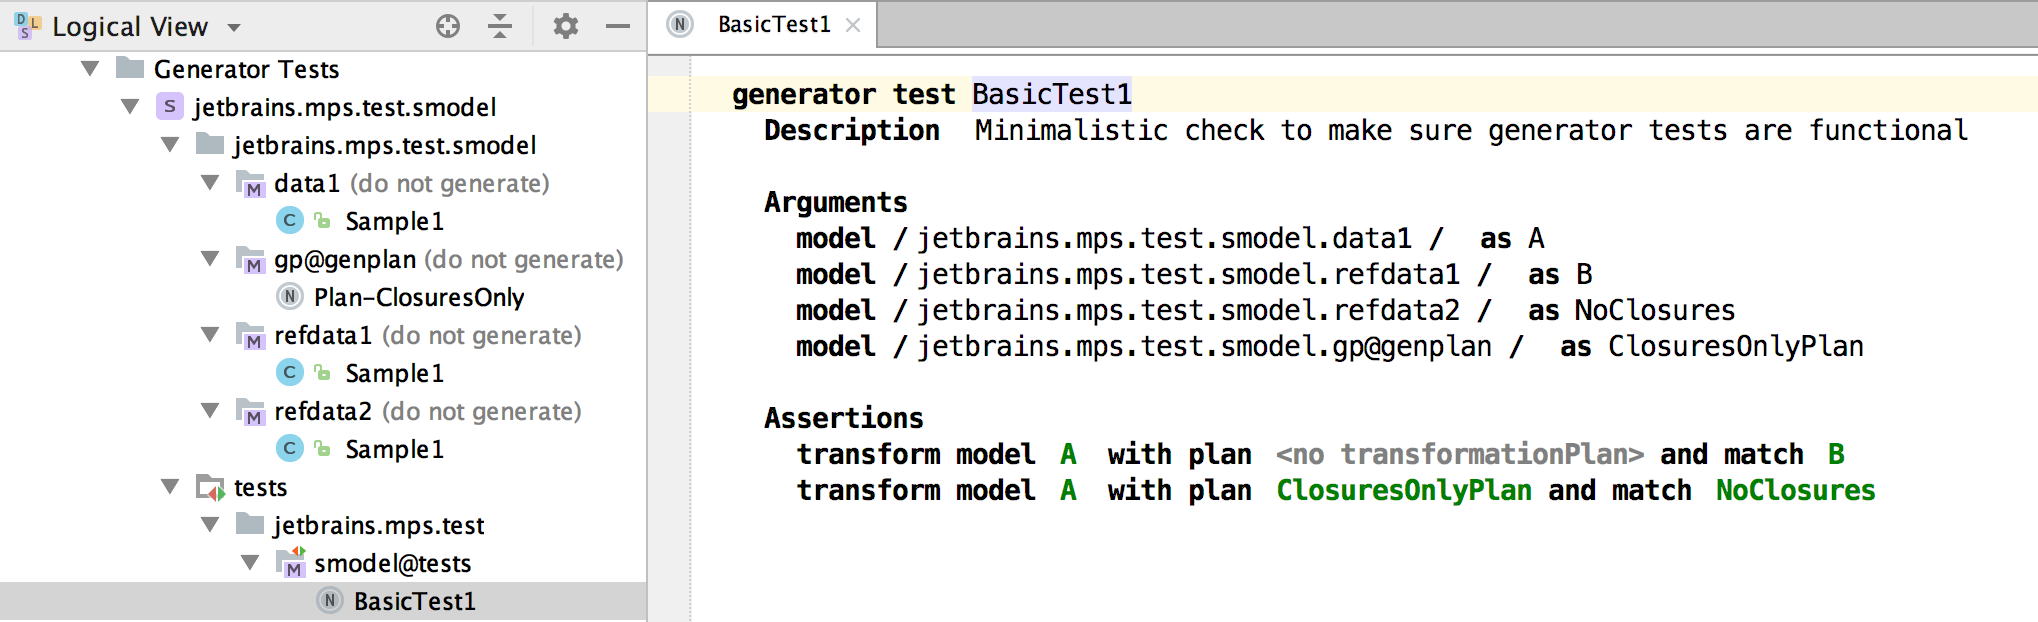 Logical View
Generator Tests
S jetbrains.mps.test.smodel
jetbrains.mps.test.smodel
M data1 (do not generate)
C Sample1
M gp@genplan (do not generate)
N Plan-ClosuresOnly
M refdata1 (do not generate)
C Sample1
M refdata2 (do not generate)
C Sample1
tests
jetbrains.mps.test
M smodel@tests
N BasicTest1
N BasicTest1
generator test BasicTest1
Description Minimalistic check to make sure generator tests are functional
Arguments
model / jetbrains.mps.test.smodel.data1 / as A
model / jetbrains.mps.test.smodel.refdata1 / as B
model / jetbrains.mps.test.smodel.refdata2 / as NoClosures
model / jetbrains.mps.test.smodel.gp@genplan / as ClosuresOnlyPlan
Assertions
transform model A with plan <no transformationPlan> and match B
transform model A with plan ClosuresOnlyPlan and match NoClosures